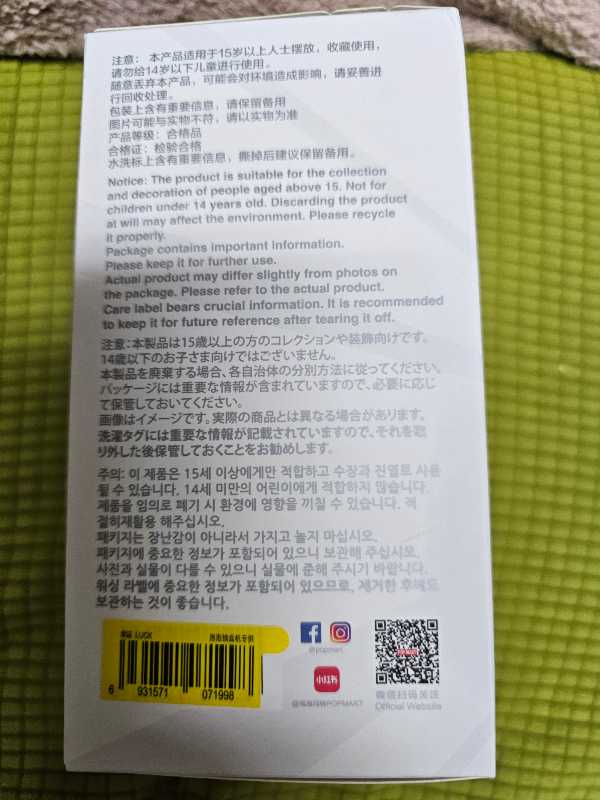 注意： 本产品适用于15岁以上人士摆放，收藏使用，
请勿给14岁以下儿童进行使用。
随意丢弃本产品，可能会对环境造成影响，请妥善进
行回收处理。
包装上含有重要信息，请保留备用
图片可能与实物不符，请以实物为准
产品等级：合格品
合格证：检验合格
水洗标上含有重要信息，撕掉后建议保留备用。
Notice: The product is suitable for the collection
and decoration of people aged above 15. Not for
children under 14 years old. Discarding the product
at will may affect the environment. Please recycle
it properly.
Package contains important information.
Please keep it for further use.
Actual product may differ slightly from photos on
the package. Please refer to the actual product.
Care label bears crucial information. It is recommended
to keep it for future reference after tearing it off.
注意：本製品は15歳以上の方のコレクションや装飾向けです。
14歳以下のお子さま向けではございません。
本製品を廃棄する場合、各自治体の分別方法に従ってください。
パッケージには重要な情報が含まれていますので、必要に応じ
て保管しておいてください。
画像はイメージです。実際の商品とは異なる場合があります。
洗濯タグには重要な情報が記載されていますので、それを取
り外した後保管しておくことをお勧めします。
주의: 이 제품은 15세 이상에게만 적합하고 수장과 진열로 사용
될 수 있습니다. 14세 미만의 어린이에게 적합하지 않습니다.
제품을 임의로 폐기 시 환경에 영향을 끼칠 수 있습니다. 적
절히재활용 해주십시오.
패키지는 장난감이 아니라서 가지고 놀지 마십시오.
패키지에 중요한 정보가 포함되어 있으니 보관해 주십시오.
사진과 실물이 다를 수 있으니 실물에 준해 주시기 바랍니다.
워싱 라벨에 중요한 정보가 포함되어 있으므로, 제거한 후에도
보관하는 것이 좋습니다.
LUCK
6 931571 071998
@popmart
小红书
@泡泡玛特POPMART
POP MART
微信扫码关注
Official Website